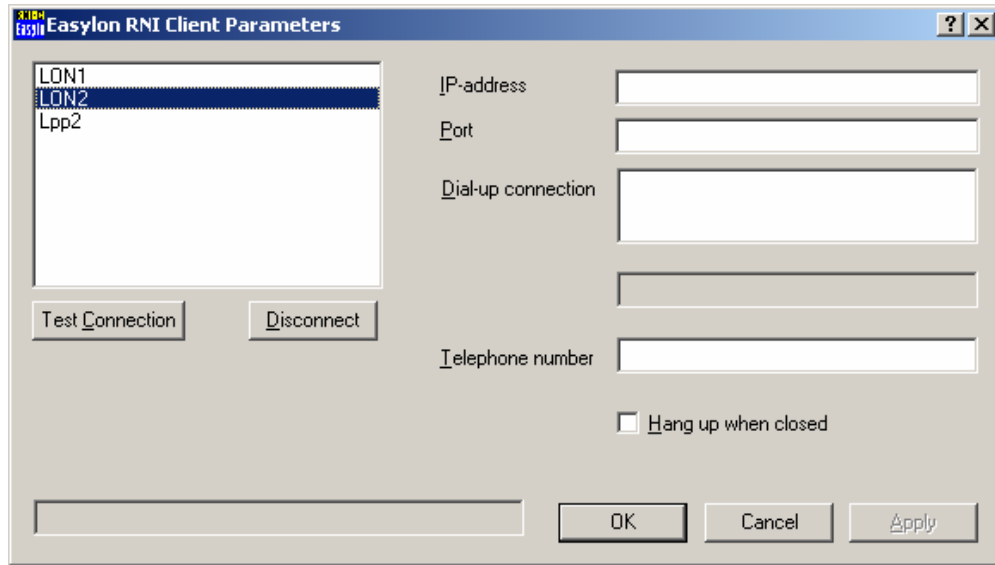 Easylon RNI Client Parameters
LON1
LON2
Lpp2
Test Connection
Disconnect
IP-address
Port
Dial-up connection
Telephone number
Hang up when closed
OK
Cancel
Apply